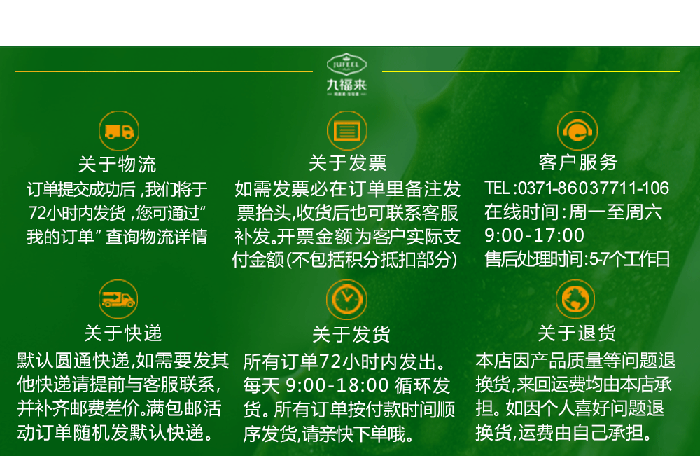 JIUFULAI
九福来
关于物流
订单提交成功后,我们将于
72小时内发货,您可通过“
我的订单”查询物流详情
关于发票
如需发票必在订单里备注发
票抬头,收货后也可联系客服
补发。开票金额为客户实际支
付金额(不包括积分抵扣部分)
客户服务
TEL:0371-86037711-106
在线时间:周一至周六
9:00-17:00
售后处理时间:5-7个工作日
关于快递
默认圆通快递,如需要发其
他快递请提前与客服联系,
并补齐邮费差价。满包邮活
动订单随机发默认快递。
关于发货
所有订单72小时内发出。
每天 9:00-18:00 循环发
货。所有订单按付款时间顺
序发货,请亲快下单哦。
关于退货
本店因产品质量等问题退
换货,来回运费均由本店承
担。如因个人喜好问题退
换货,运费由自己承担。